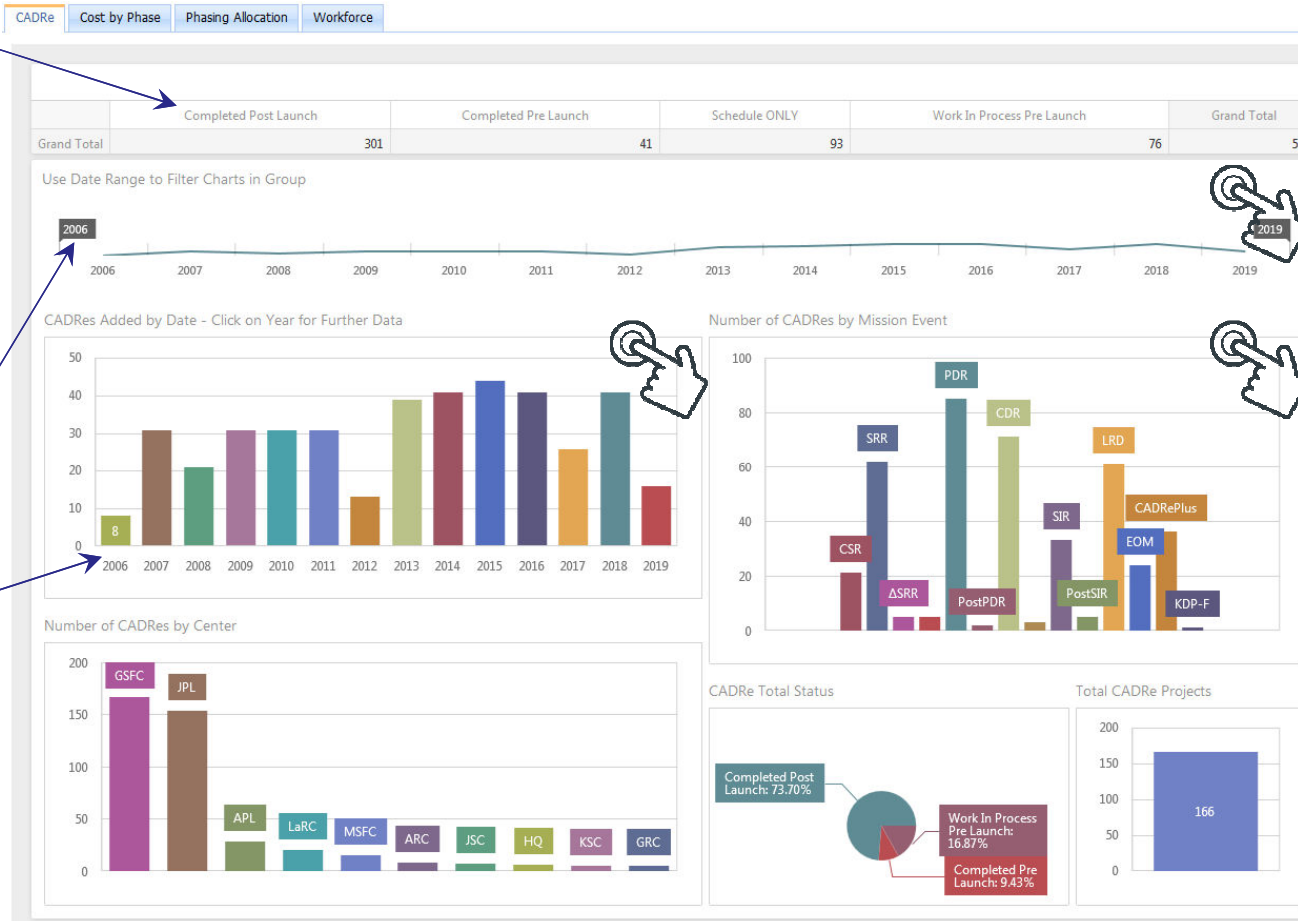 CADRe Cost by Phase Phasing Allocation Workforce
Completed Post Launch Completed Pre Launch Schedule ONLY Work In Process Pre Launch Grand Total
Grand Total 301 41 93 76 5
Use Date Range to Filter Charts in Group
2006 2019
2006 2007 2008 2009 2010 2011 2012 2013 2014 2015 2016 2017 2018 2019
CADRes Added by Date - Click on Year for Further Data
50
40
30
20
10
0
8
2006 2007 2008 2009 2010 2011 2012 2013 2014 2015 2016 2017 2018 2019
Number of CADRes by Mission Event
100
80
60
40
20
0
CSR
SRR
ΔSRR
PDR
PostPDR
CDR
SIR
PostSIR
LRD
EOM
CADRePlus
KDP-F
Number of CADRes by Center
200
150
100
50
0
GSFC
JPL
APL
LaRC
MSFC
ARC
JSC
HQ
KSC
GRC
CADRe Total Status
Completed Post
Launch: 73.70%
Work In Process
Pre Launch:
16.87%
Completed Pre
Launch: 9.43%
Total CADRe Projects
200
150
100
50
0
166